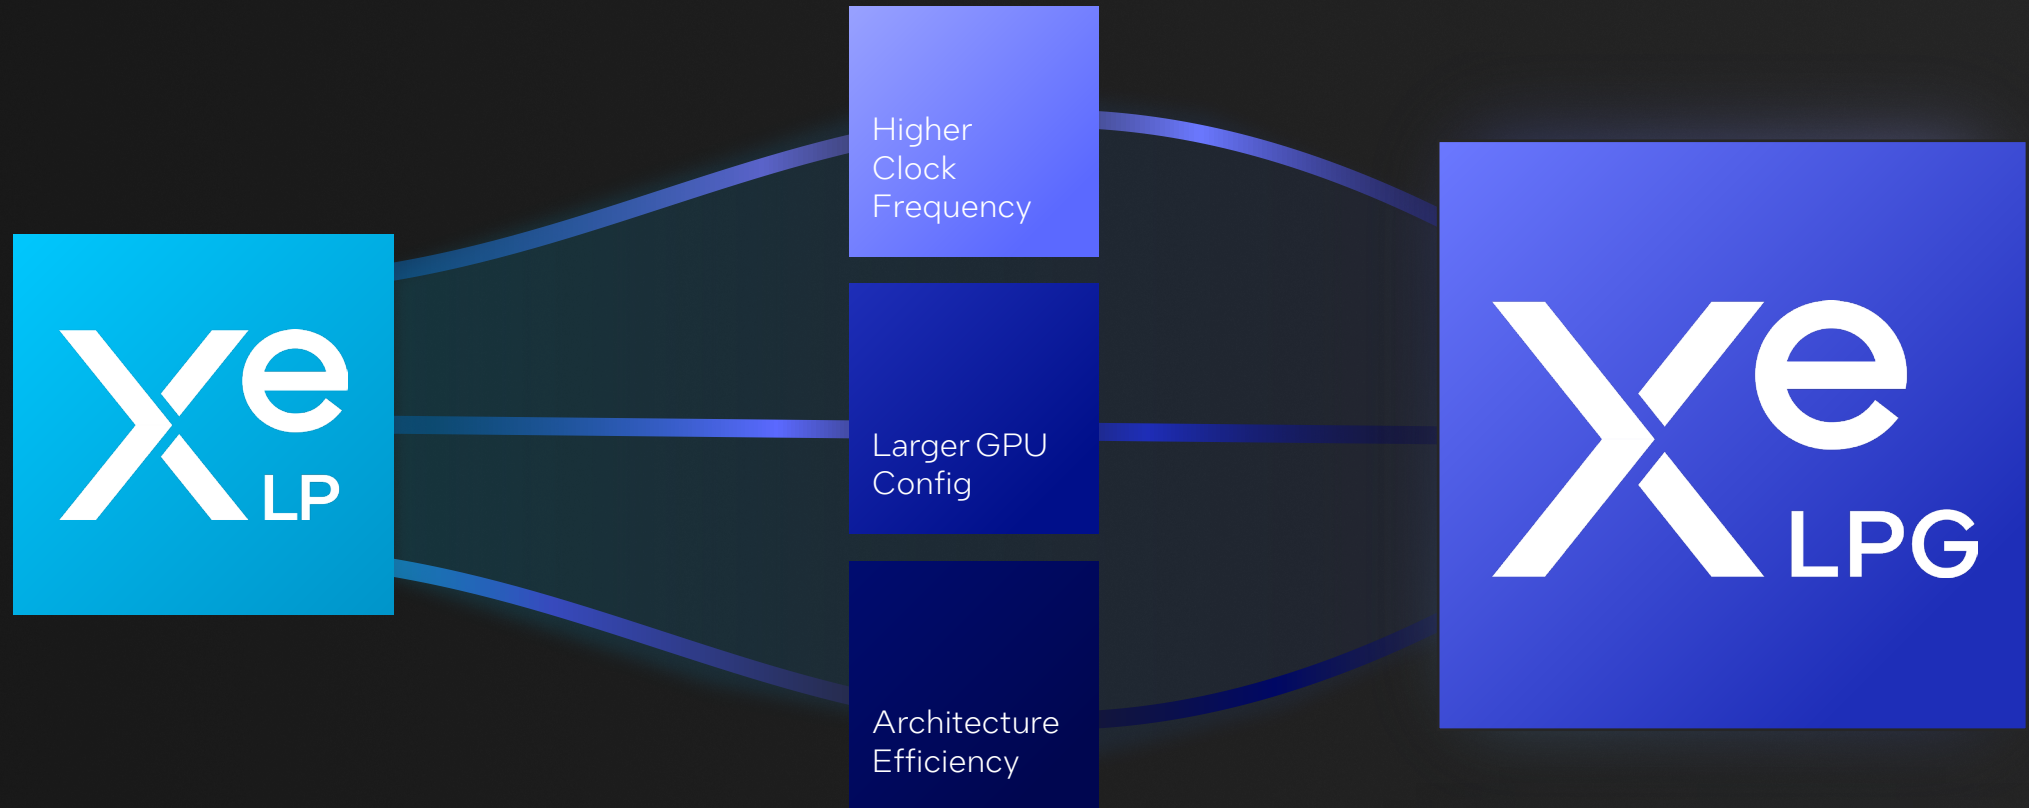 Xe
LP
Higher
Clock
Frequency
Larger GPU
Config
Architecture
Efficiency
Xe
LPG